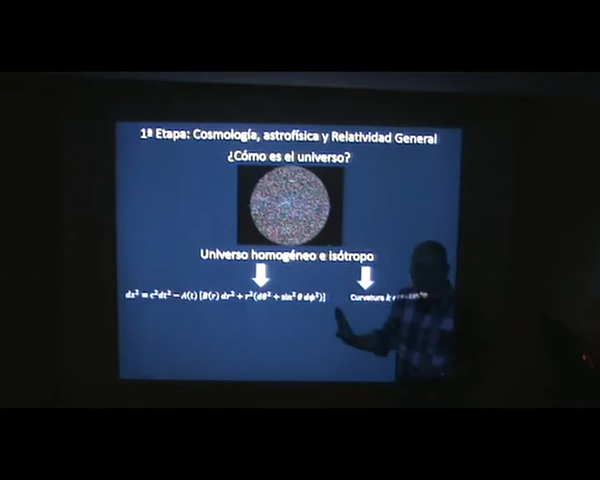 1ª Etapa: Cosmología, astrofísica y Relatividad General
¿Cómo es el universo?
Universo homogéneo e isótropo
ds² = c²dt² − A(t) [B(r) dr² + r²(dθ² + sin² θ dϕ²)]
Curvatura k